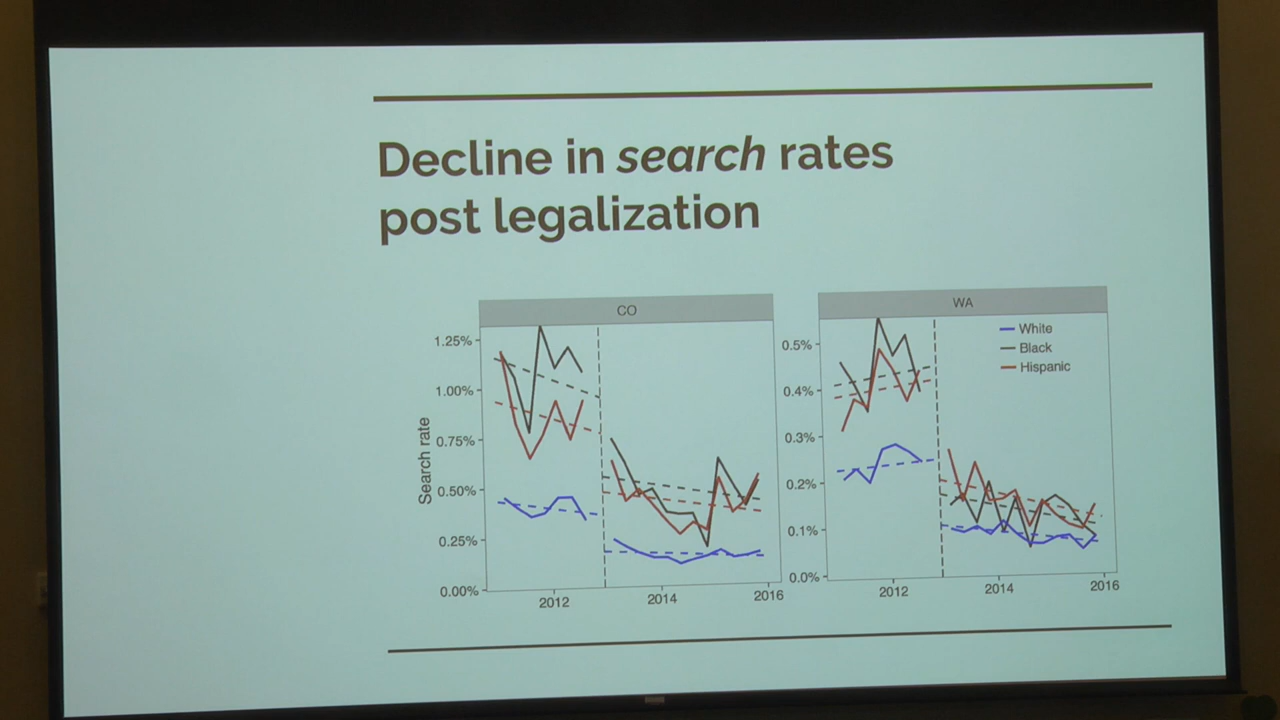 Decline in search rates
post legalization
CO
WA
Search rate
1.25%
1.00%
0.75%
0.50%
0.25%
0.00%
2012
2014
2016
0.5%
0.4%
0.3%
0.2%
0.1%
0.0%
2012
2014
2016
White
Black
Hispanic